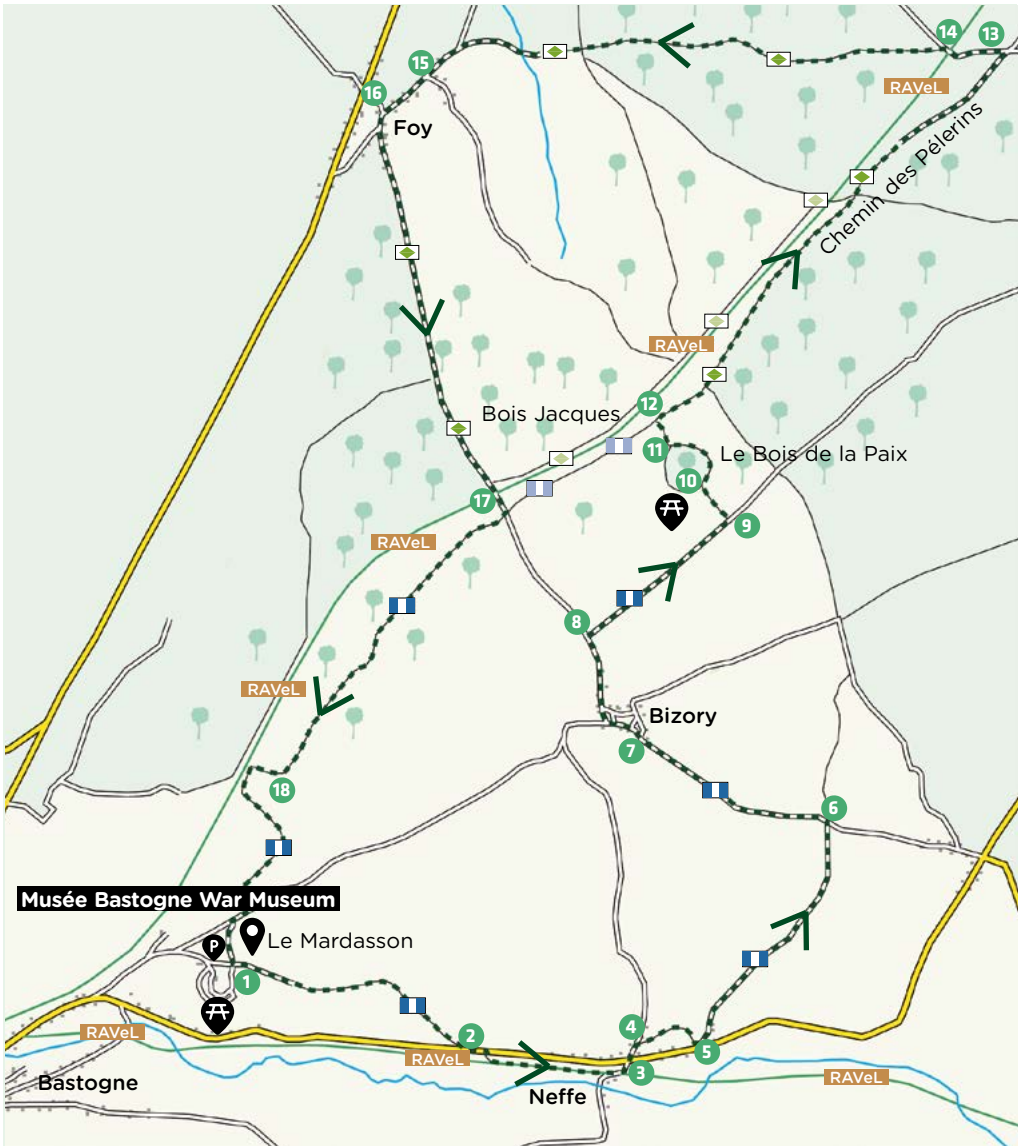 14
13
15
RAVeL
16
Foy
Chemin des Pélerins
RAVeL
12
Bois Jacques
11
Le Bois de la Paix
10
17
9
RAVeL
8
RAVeL
Bizory
7
18
6
Musée Bastogne War Museum
P
Le Mardasson
1
4
2
RAVeL
RAVeL
5
3
RAVeL
Bastogne
Neffe